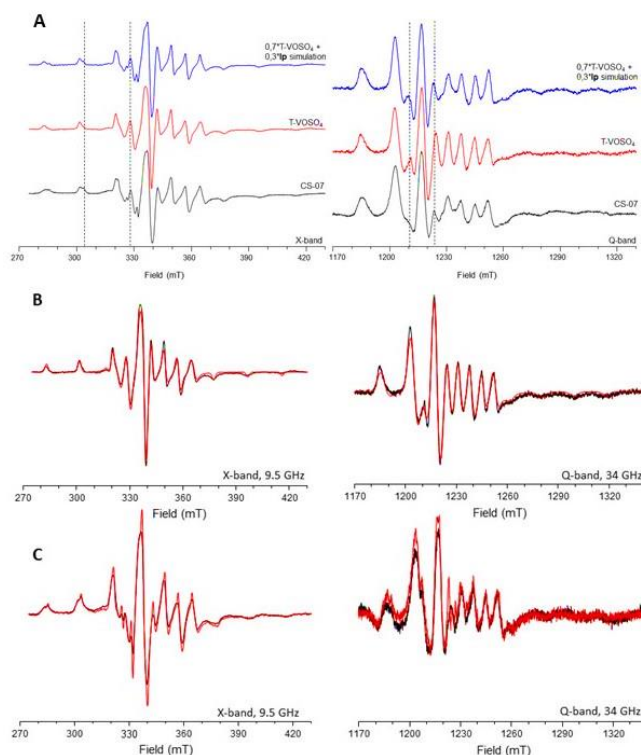 A
0,7*T-VOSO₄ +
0,3*Ip simulation
T-VOSO₄
CS-07
X-band
270 300 330 360 390 420
Field (mT)
0,7*T-VOSO₄ +
0,3*Ip simulation
T-VOSO₄
CS-07
Q-band
1170 1200 1230 1260 1290 1320
Field (mT)
B
X-band, 9.5 GHz
270 300 330 360 390 420
Field (mT)
Q-band, 34 GHz
1170 1200 1230 1260 1290 1320
Field (mT)
C
X-band, 9.5 GHz
270 300 330 360 390 420
Field (mT)
Q-band, 34 GHz
1170 1200 1230 1260 1290 1320
Field (mT)